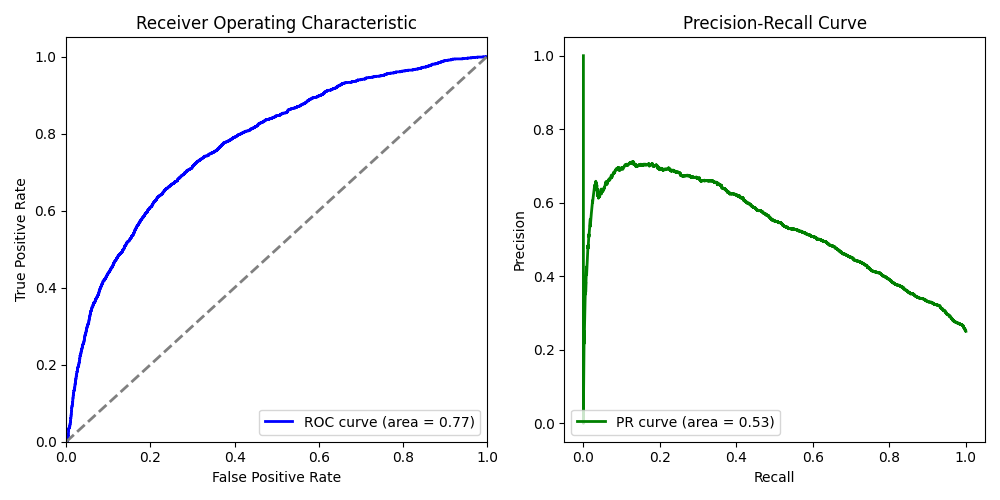 Receiver Operating Characteristic
True Positive Rate
1.0
0.8
0.6
0.4
0.2
0.0
ROC curve (area = 0.77)
0.0 0.2 0.4 0.6 0.8 1.0
False Positive Rate
Precision-Recall Curve
Precision
1.0
0.8
0.6
0.4
0.2
0.0
PR curve (area = 0.53)
0.0 0.2 0.4 0.6 0.8 1.0
Recall